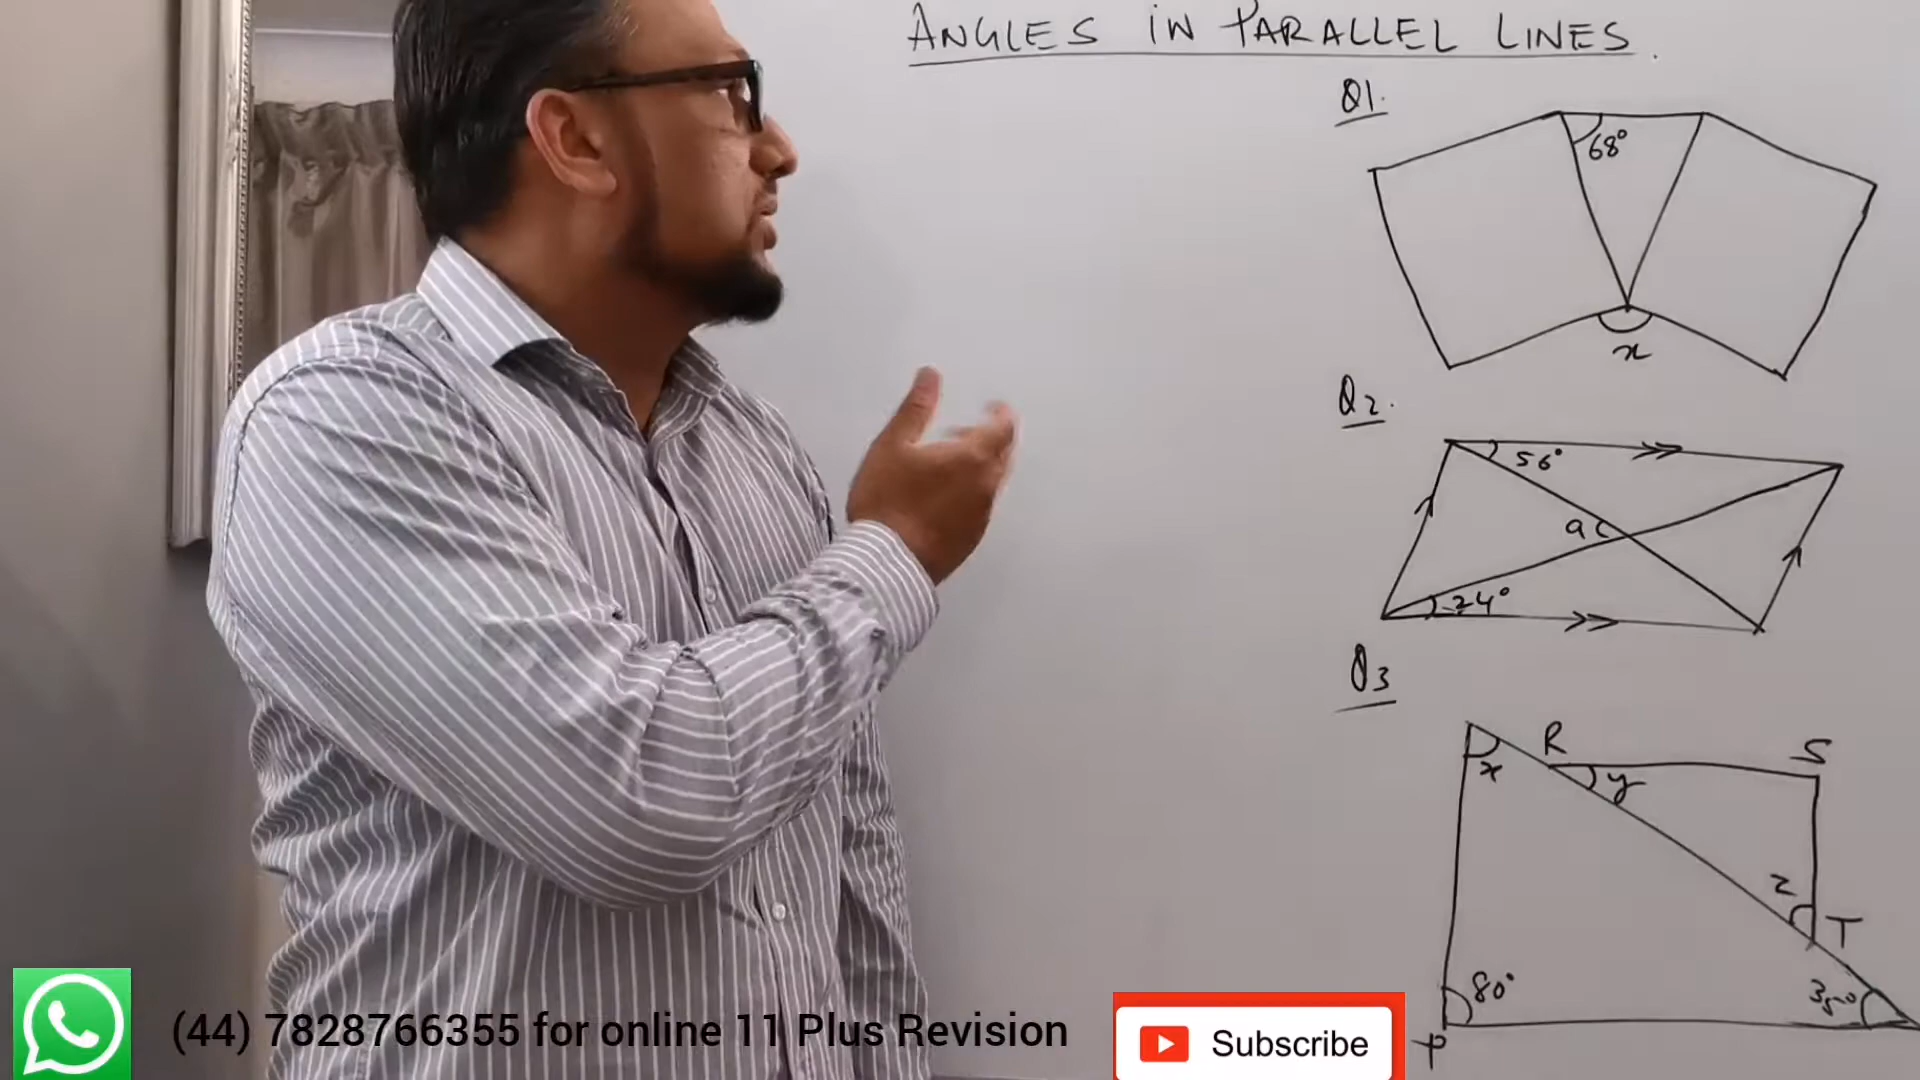 ANGLES IN PARALLEL LINES.
Q1.
68°
x
Q2.
56°
a
24°
Q3
R
S
x
y
z
T
80°
35°
P
(44) 7828766355 for online 11 Plus Revision
Subscribe